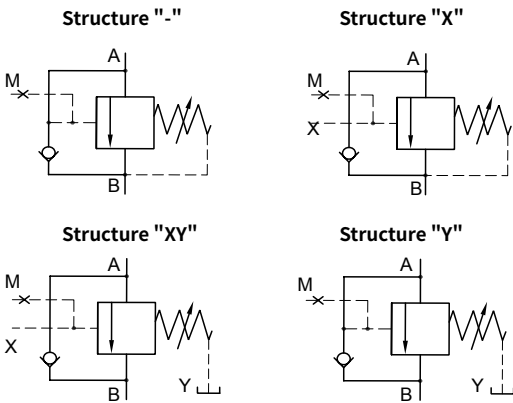 Structure "-"
Structure "X"
A
M
B
A
M
X
B
Structure "XY"
Structure "Y"
A
M
X
Y
B
A
M
Y
B